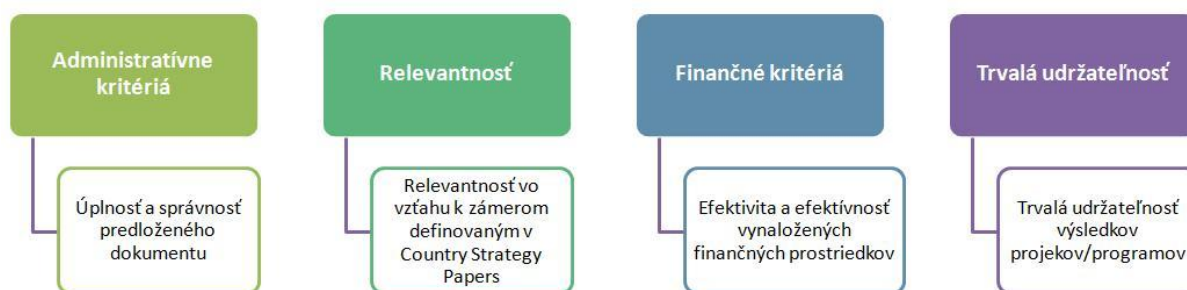 Administratívne
kritériá
Relevantnosť
Finančné kritériá
Trvalá udržateľnosť
Úplnosť a správnosť
predloženého
dokumentu
Relevantnosť vo
vzťahu k zámerom
definovaným v
Country Strategy
Papers
Efektivita a efektívnosť
vynaložených
finančných prostriedkov
Trvalá udržateľnosť
výsledkov
projekov/programov